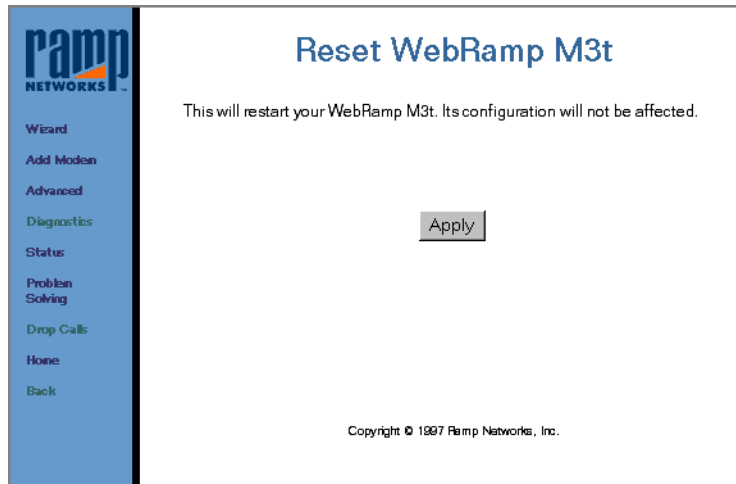 ramp
NETWORKS
Wizard
Add Modem
Advanced
Diagnostics
Status
Problem
Solving
Drop Calls
Home
Back
Reset WebRamp M3t
This will restart your WebRamp M3t. Its configuration will not be affected.
Apply
Copyright © 1997 Ramp Networks, Inc.